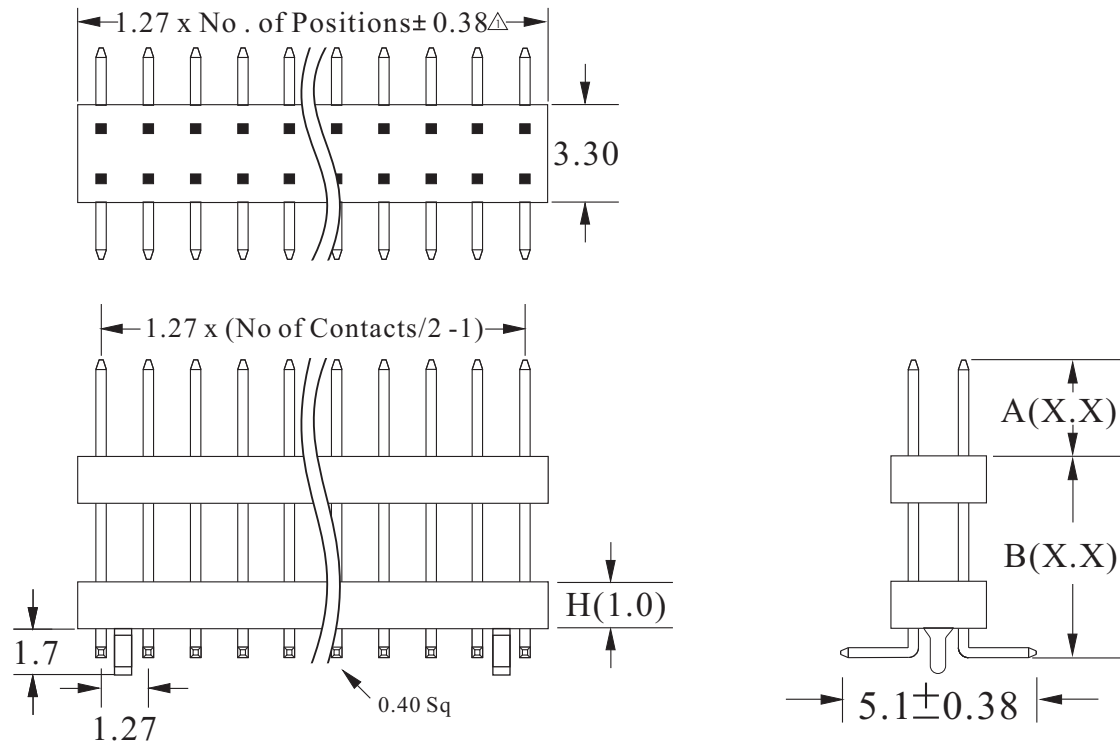 1.27 x No . of Positions± 0.38⚠
3.30
1.27 x (No of Contacts/2 -1)
A(X.X)
B(X.X)
H(1.0)
1.7
0.40 Sq
5.1±0.38
1.27